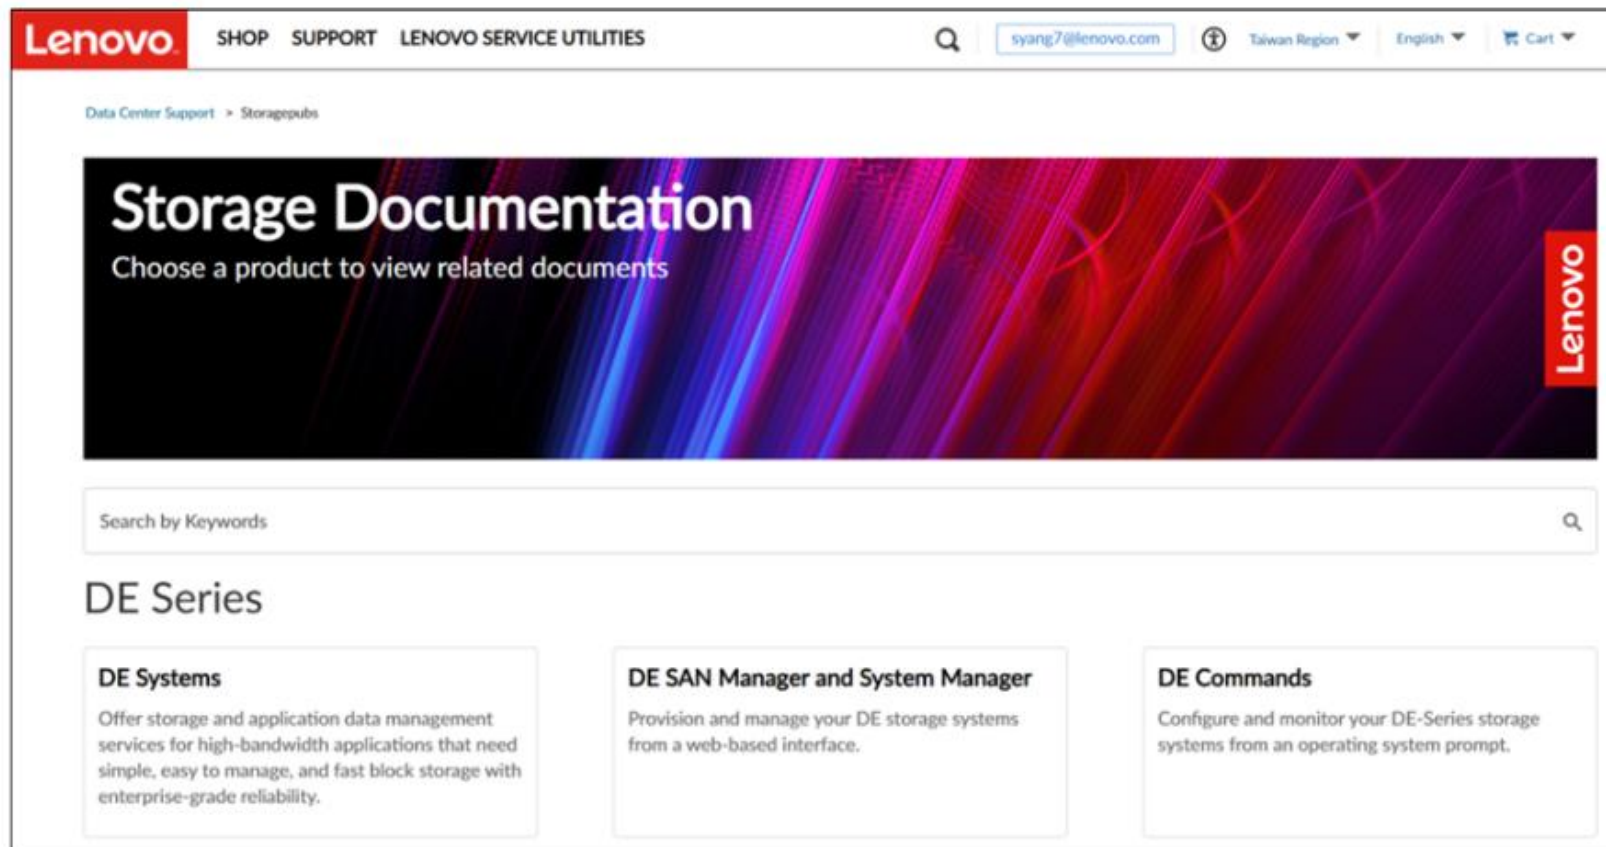 Lenovo
SHOP SUPPORT LENOVO SERVICE UTILITIES
syang7@lenovo.com
Taiwan Region
English
Cart
Data Center Support > Storagepubs
Storage Documentation
Choose a product to view related documents
Lenovo
Search by Keywords
DE Series
DE Systems
Offer storage and application data management
services for high-bandwidth applications that need
simple, easy to manage, and fast block storage with
enterprise-grade reliability.
DE SAN Manager and System Manager
Provision and manage your DE storage systems
from a web-based interface.
DE Commands
Configure and monitor your DE-Series storage
systems from an operating system prompt.